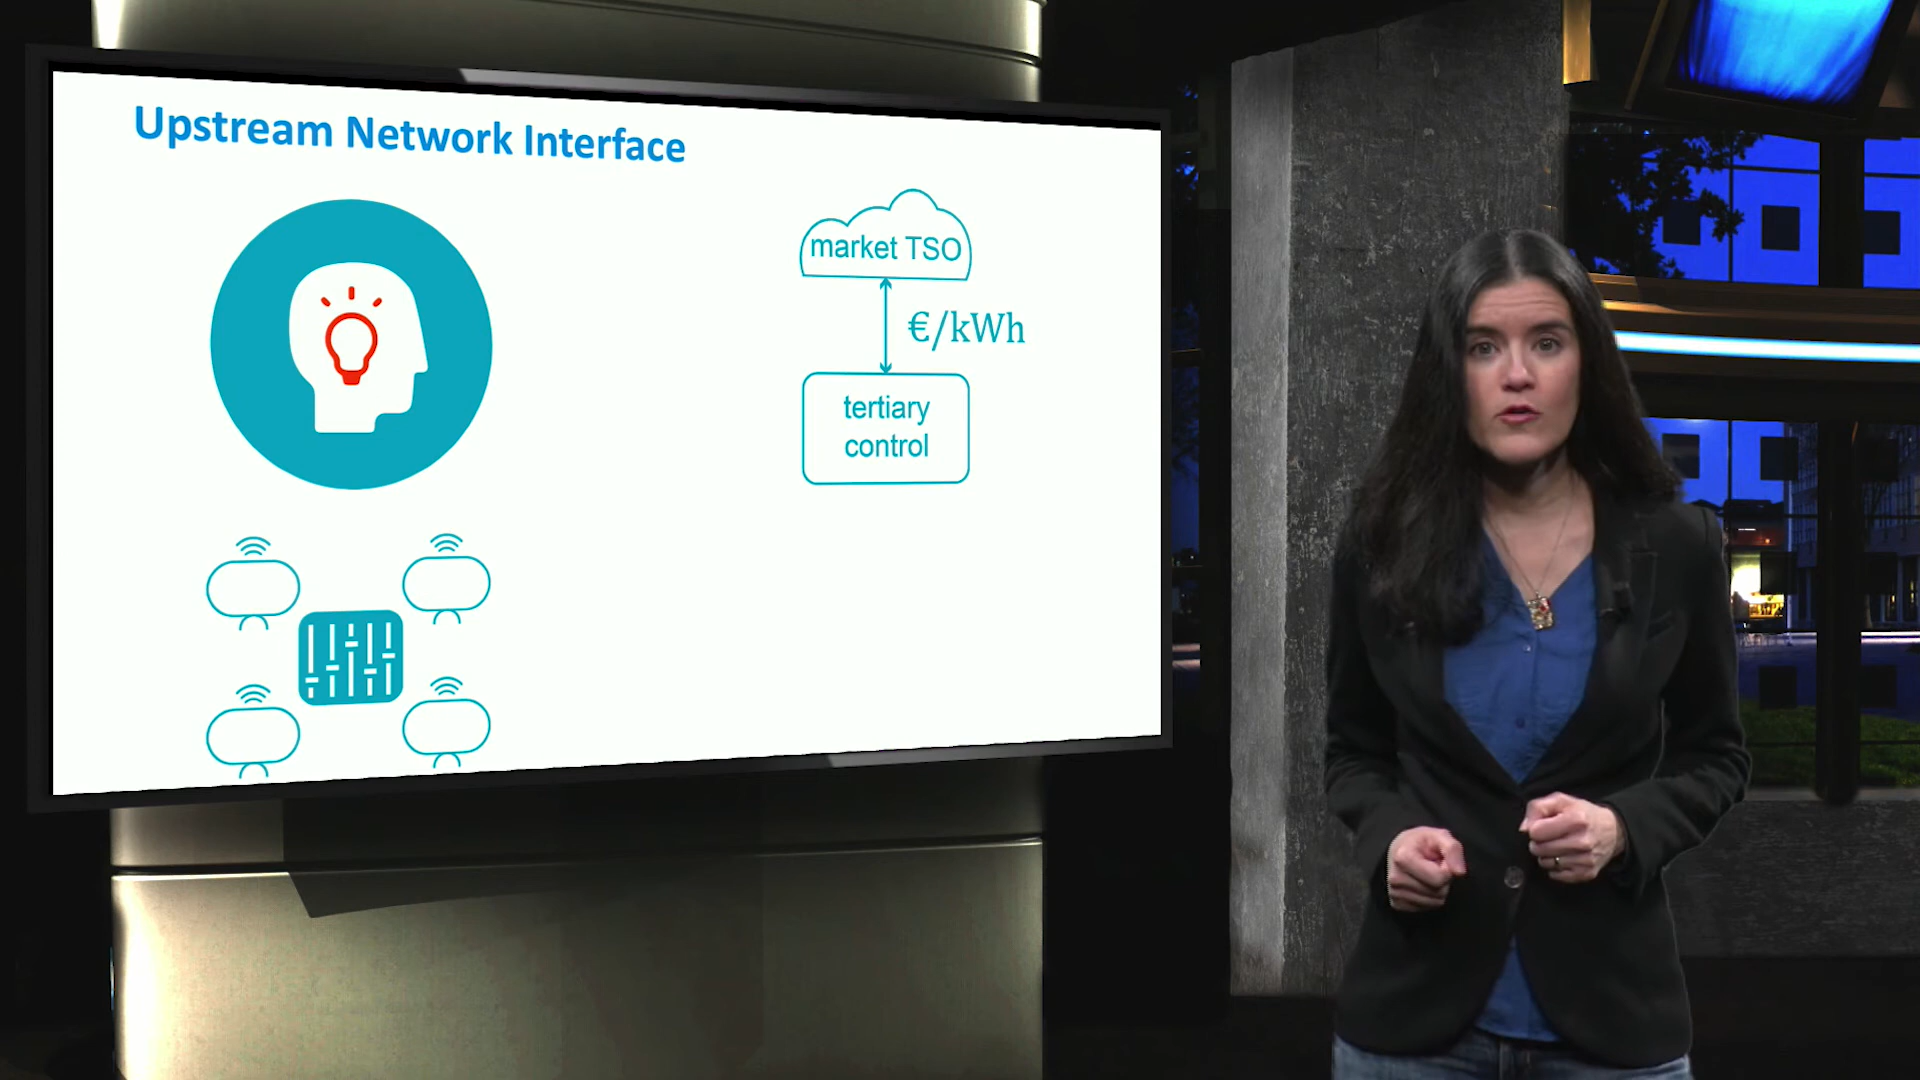 Upstream Network Interface
market TSO
€/kWh
tertiary
control